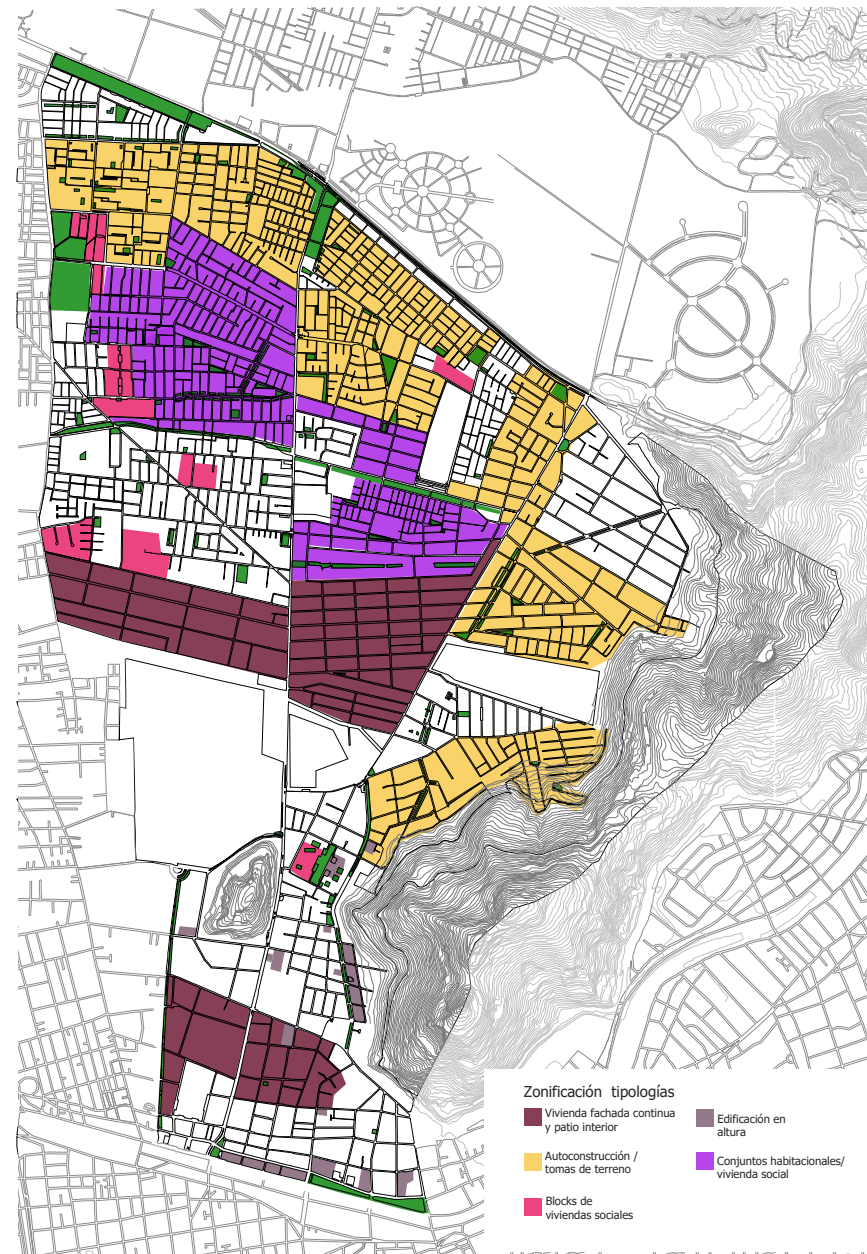 Zonificación tipologías
Vivienda fachada continua
y patio interior
Autoconstrucción /
tomas de terreno
Blocks de
viviendas sociales
Edificación en
altura
Conjuntos habitacionales/
vivienda social